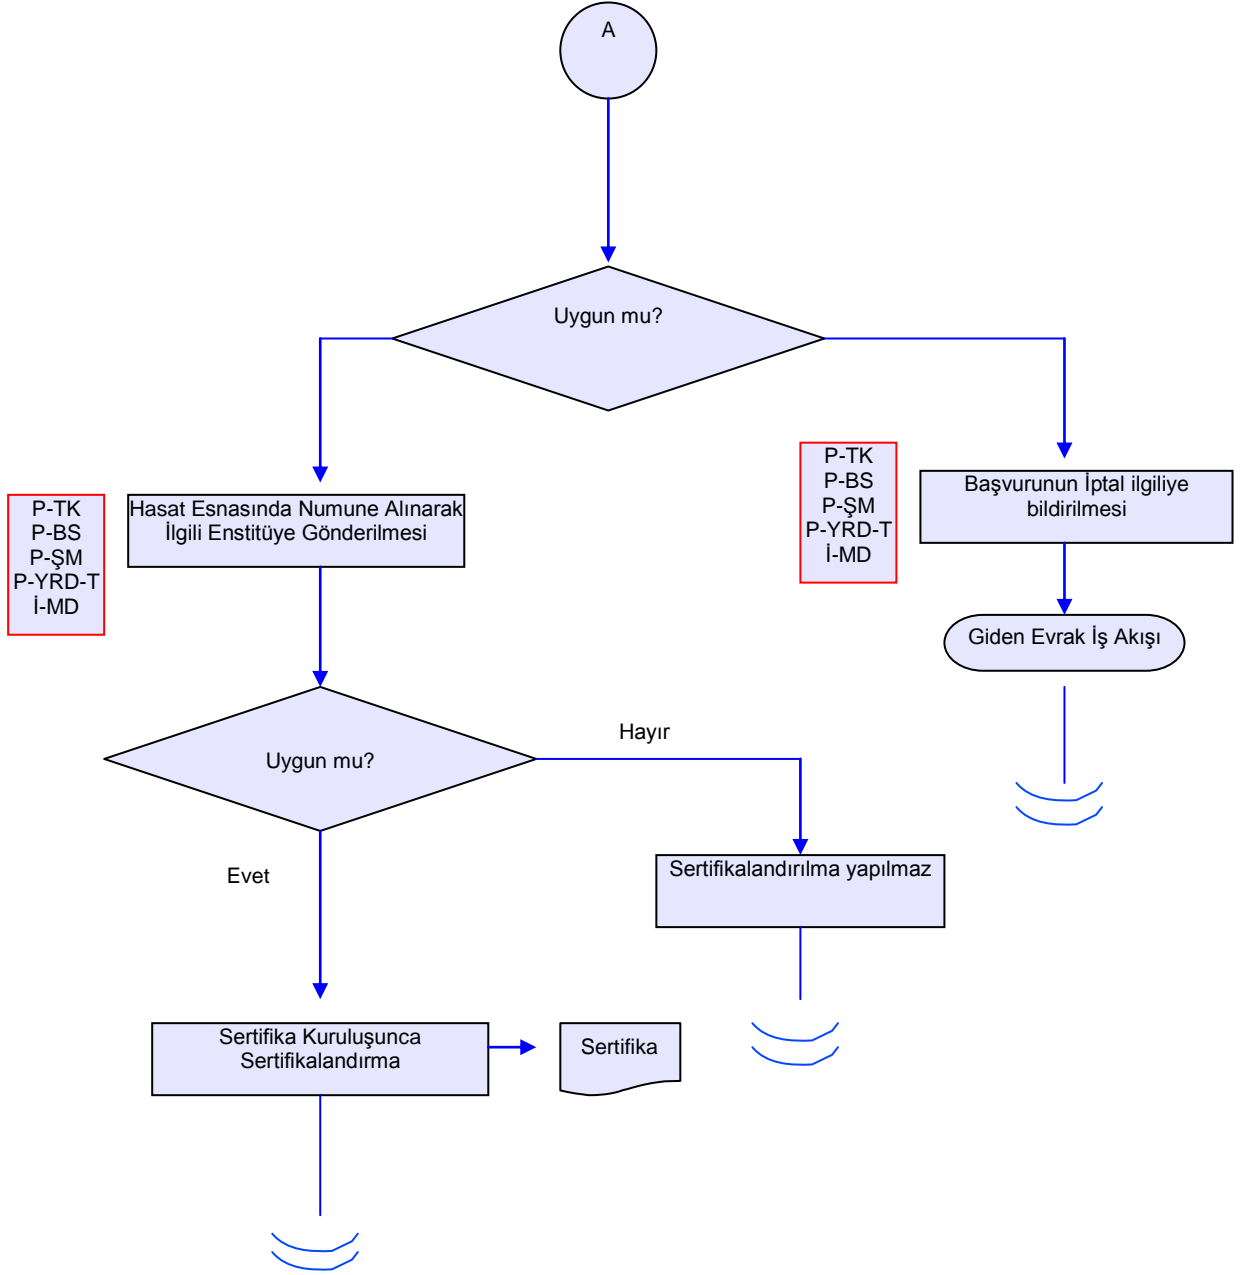 A
Uygun mu?
P-TK
P-BS
P-ŞM
P-YRD-T
İ-MD
Başvurunun İptal ilgiliye
bildirilmesi
P-TK
P-BS
P-ŞM
P-YRD-T
İ-MD
Hasat Esnasında Numune Alınarak
İlgili Enstitüye Gönderilmesi
Giden Evrak İş Akışı
Uygun mu?
Hayır
Evet
Sertifikalandırılma yapılmaz
Sertifika Kuruluşunca
Sertifikalandırma
Sertifika